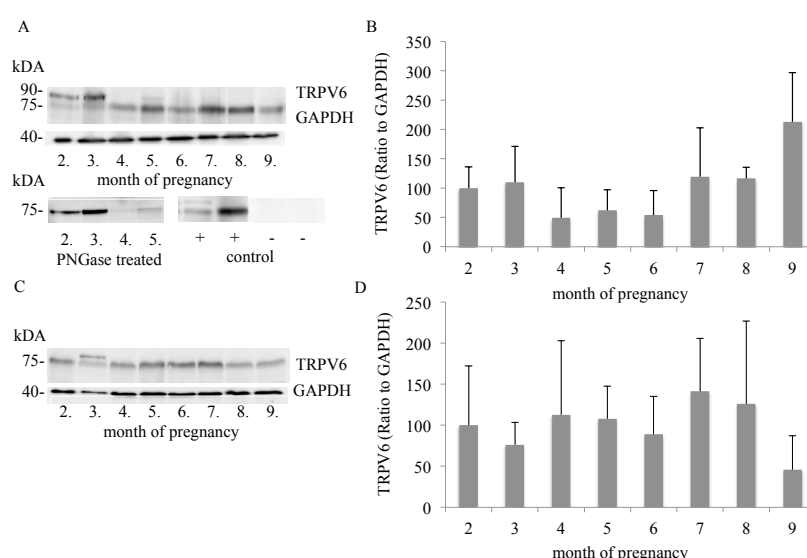 A
kDA
90-
75-
TRPV6
GAPDH
40-
2. 3. 4. 5. 6. 7. 8. 9.
month of pregnancy
kDA
75-
2. 3. 4. 5. + + - -
PNGase treated control
B
TRPV6 (Ratio to GAPDH)
350
300
250
200
150
100
50
0
2 3 4 5 6 7 8 9
month of pregnancy
C
kDA
75-
TRPV6
40-
GAPDH
2. 3. 4. 5. 6. 7. 8. 9.
month of pregnancy
D
TRPV6 (Ratio to GAPDH)
250
200
150
100
50
0
2 3 4 5 6 7 8 9
month of pregnancy